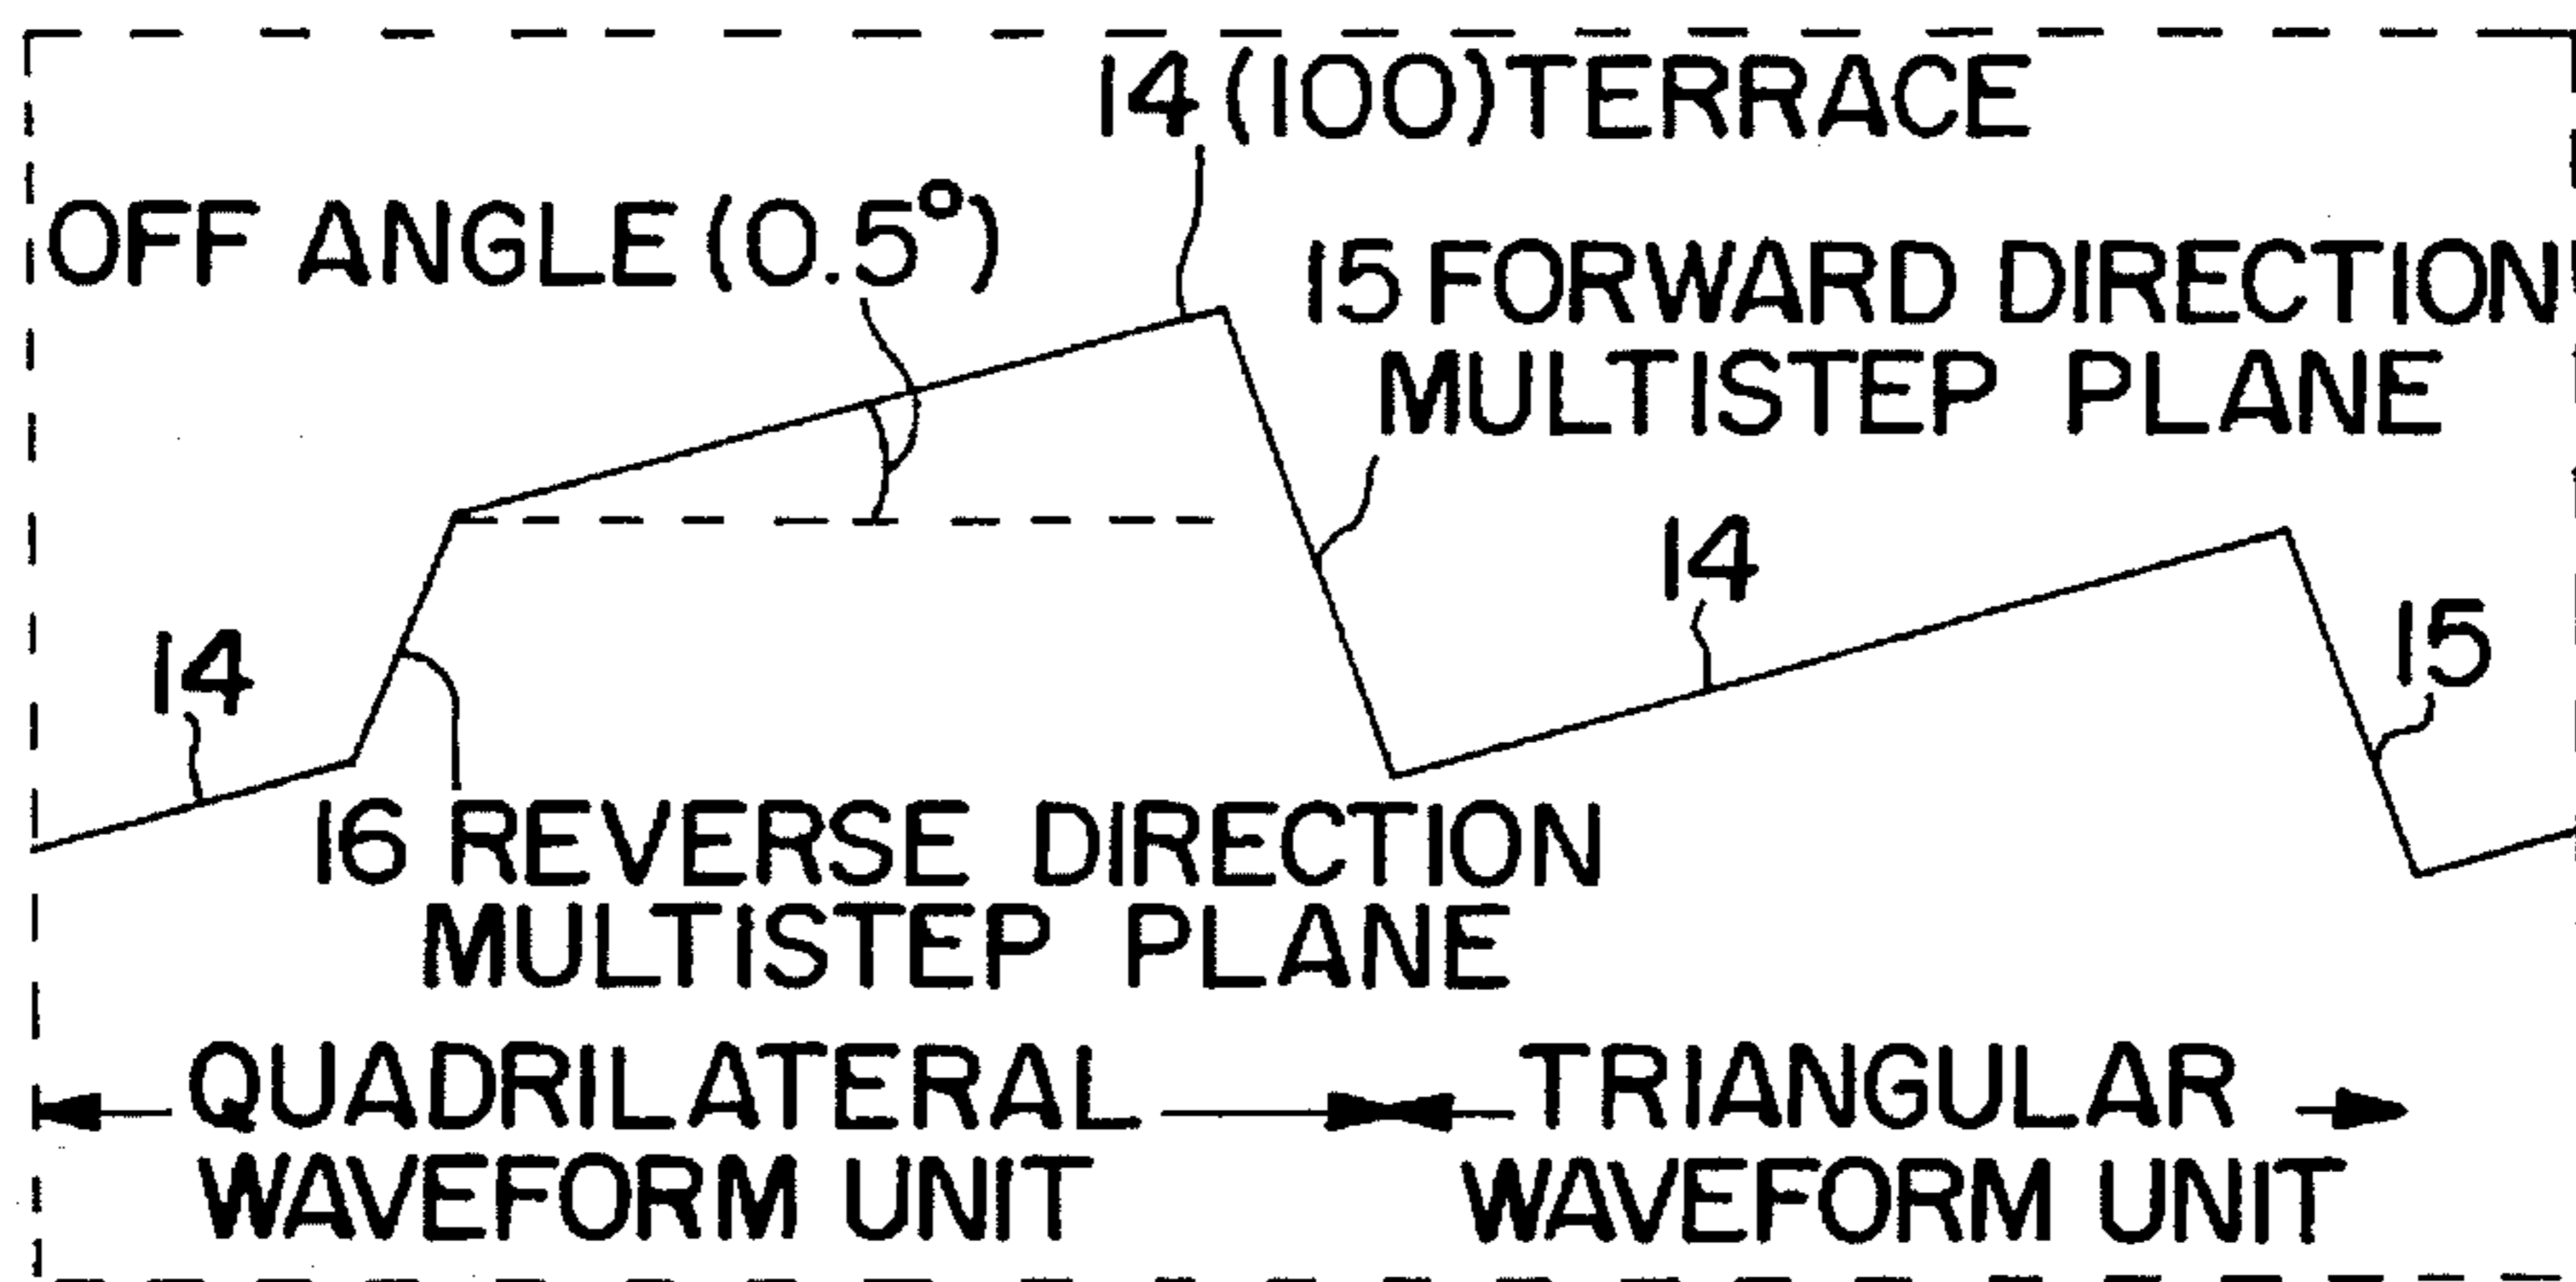 14 (100) TERRACE
OFF ANGLE (0.5°)
15 FORWARD DIRECTION
MULTISTEP PLANE
14
15
14
16 REVERSE DIRECTION
MULTISTEP PLANE
QUADRILATERAL
WAVEFORM UNIT
TRIANGULAR
WAVEFORM UNIT